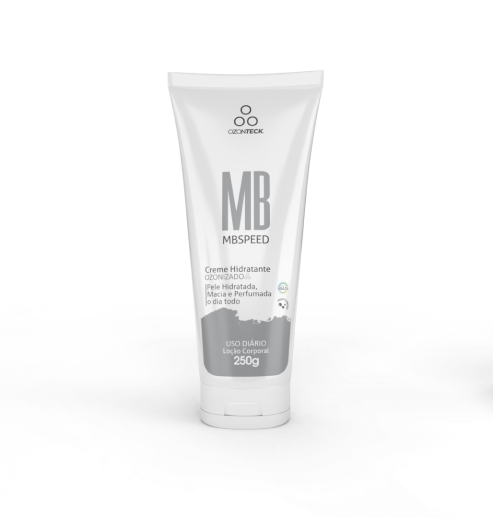 OZONTECK
MB
MBSPEED
Creme Hidratante
OZONIZADO
Pele Hidratada,
Macia e Perfumada
o dia todo
USO DIÁRIO
Loção Corporal
250g